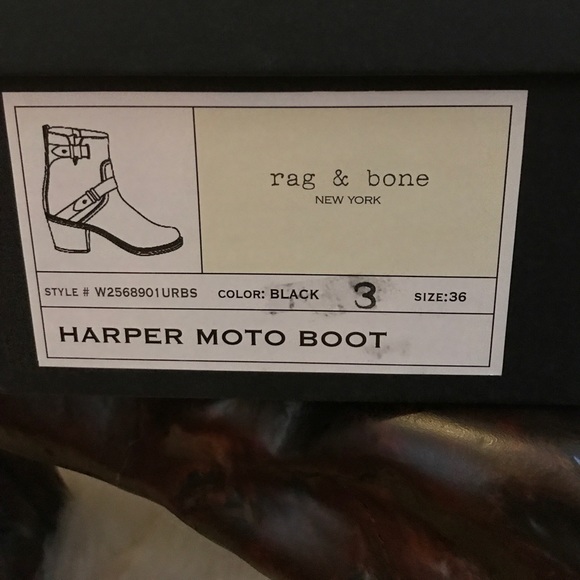 rag & bone
NEW YORK
STYLE # W2568901URBS COLOR: BLACK 3 SIZE:36
HARPER MOTO BOOT